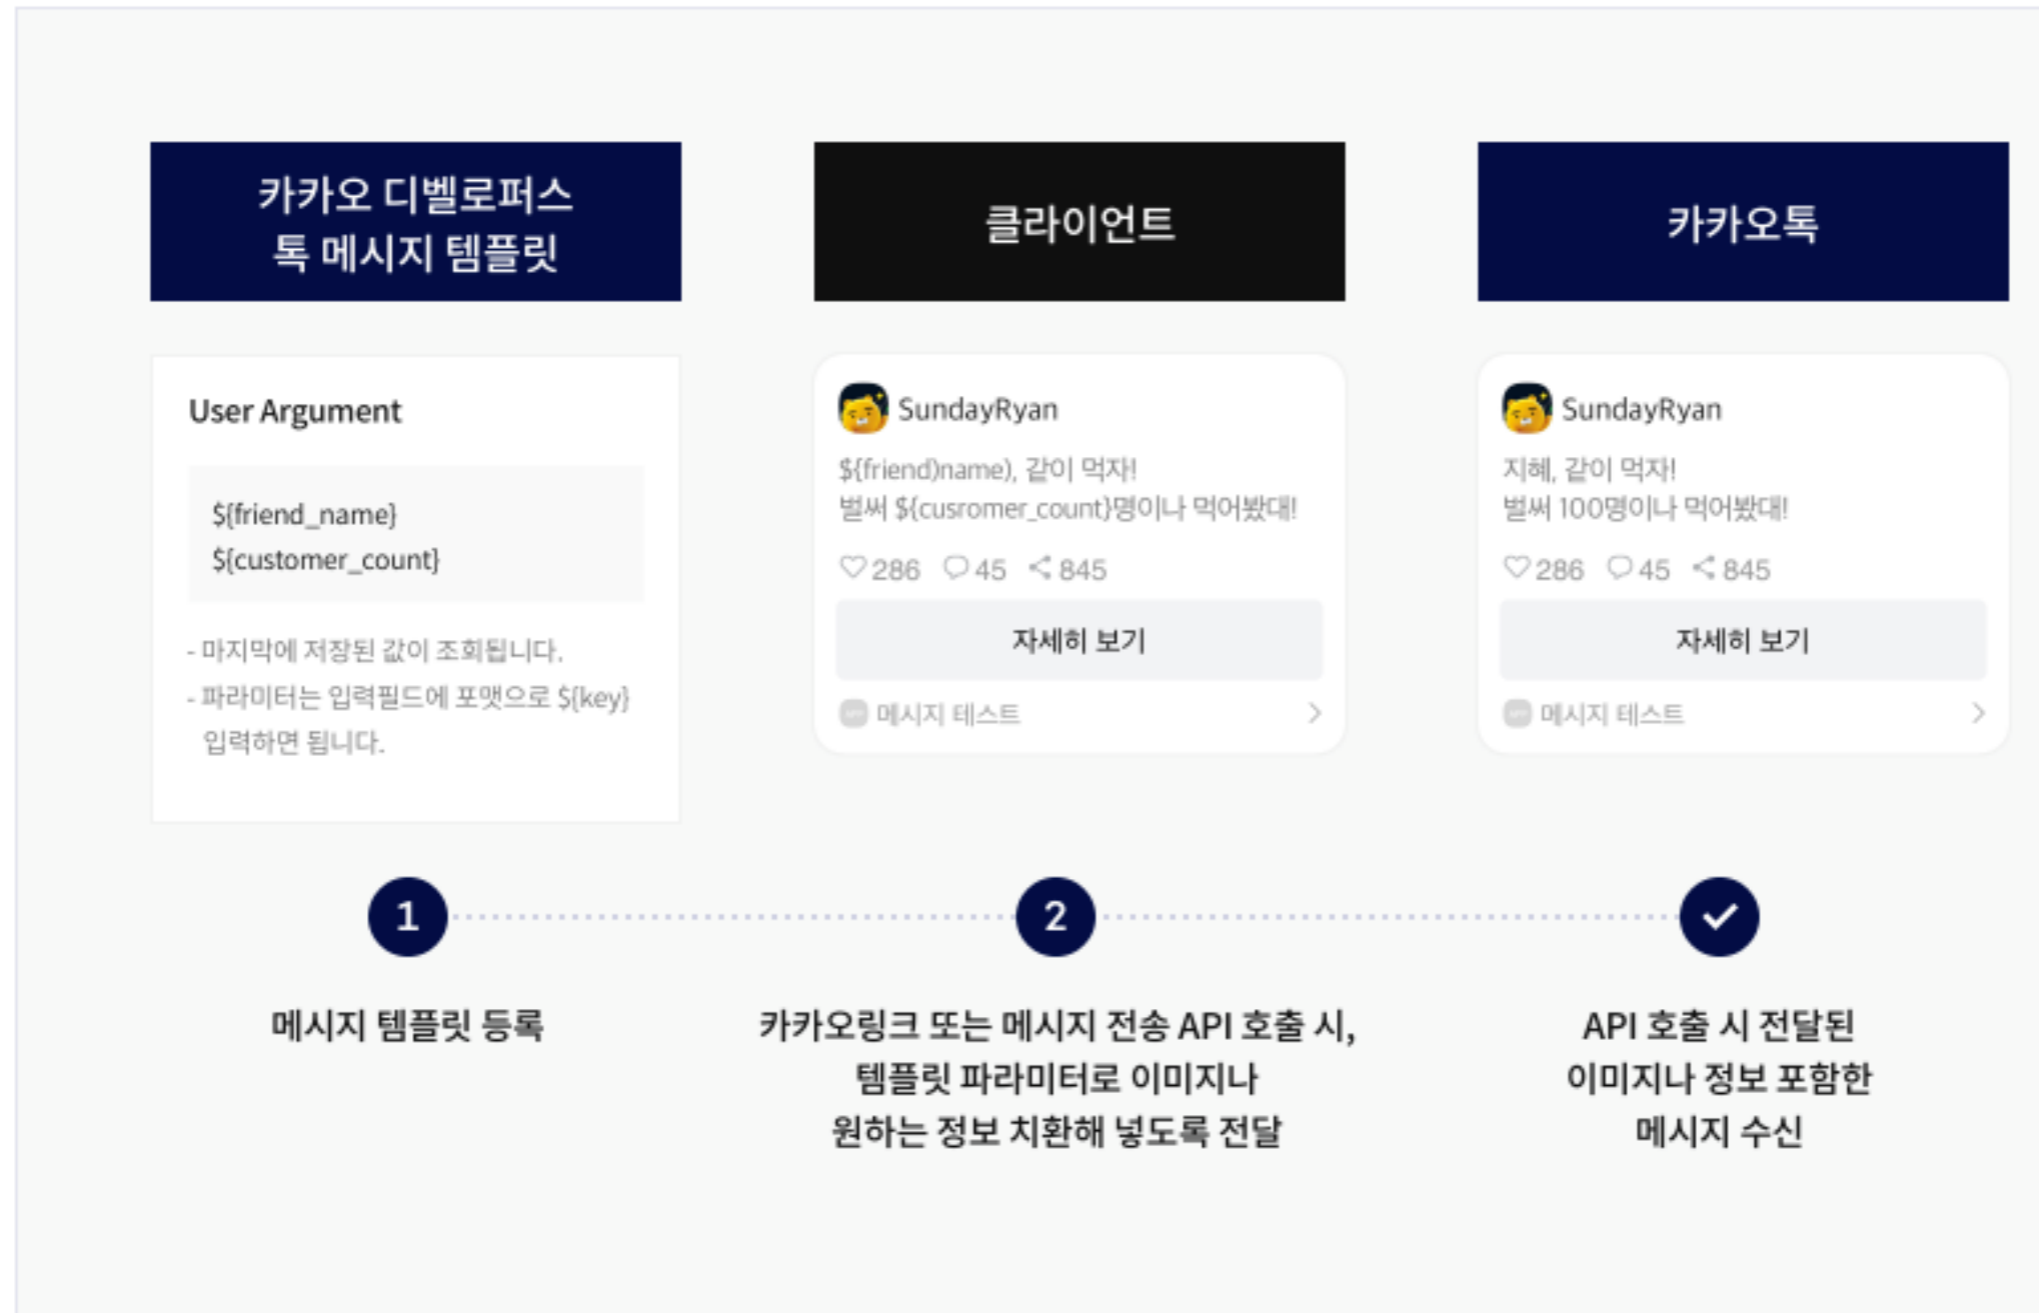 카카오 디벨로퍼스
톡 메시지 템플릿
User Argument
${friend_name}
${customer_count}
- 마지막에 저장된 값이 조회됩니다.
- 파라미터는 입력필드에 포맷으로 ${key}
입력하면 됩니다.
클라이언트
SundayRyan
${friend)name), 같이 먹자!
벌써 ${cusromer_count}명이나 먹어봤대!
286 45 845
자세히 보기
메시지 테스트
카카오톡
SundayRyan
지혜, 같이 먹자!
벌써 100명이나 먹어봤대!
286 45 845
자세히 보기
메시지 테스트
1
메시지 템플릿 등록
2
카카오링크 또는 메시지 전송 API 호출 시,
템플릿 파라미터로 이미지나
원하는 정보 치환해 넣도록 전달
API 호출 시 전달된
이미지나 정보 포함한
메시지 수신